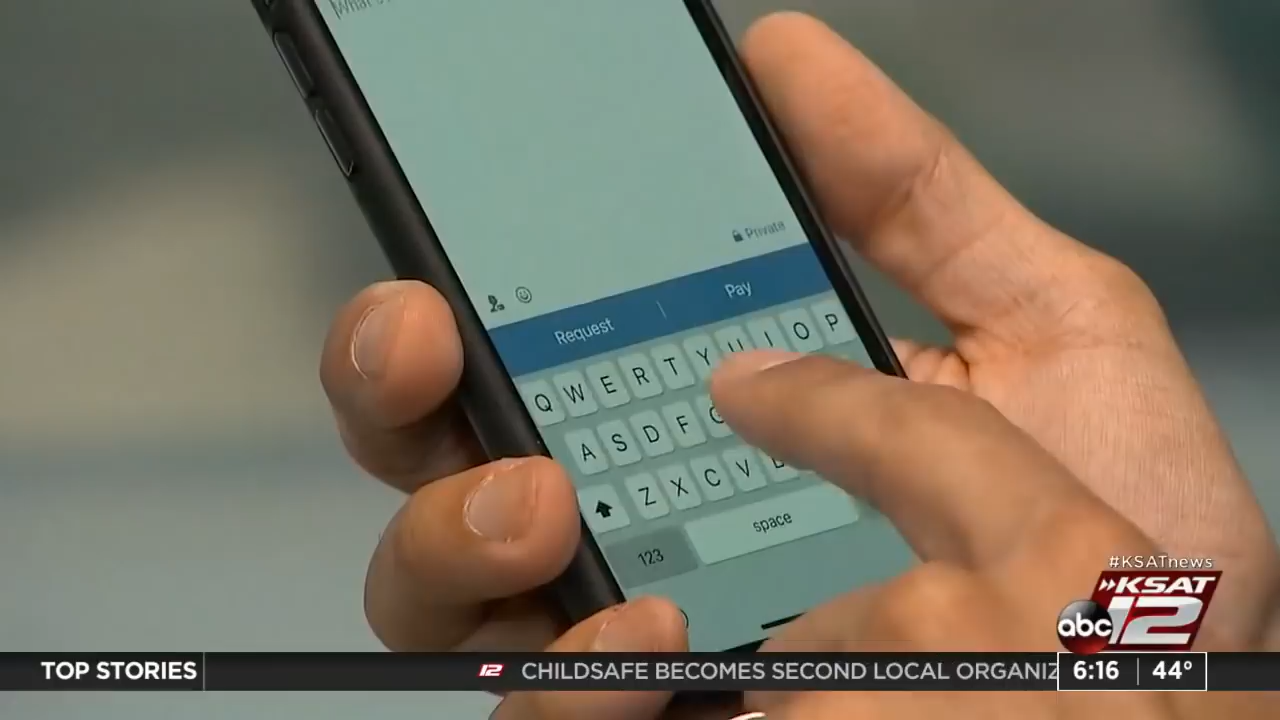 What's
Private
Request | Pay
Q W E R T Y U I O P
A S D F
Z X C V
123 space
#KSATnews
KSAT
abc 12
TOP STORIES 12 CHILDSAFE BECOMES SECOND LOCAL ORGANIZ 6:16 44°